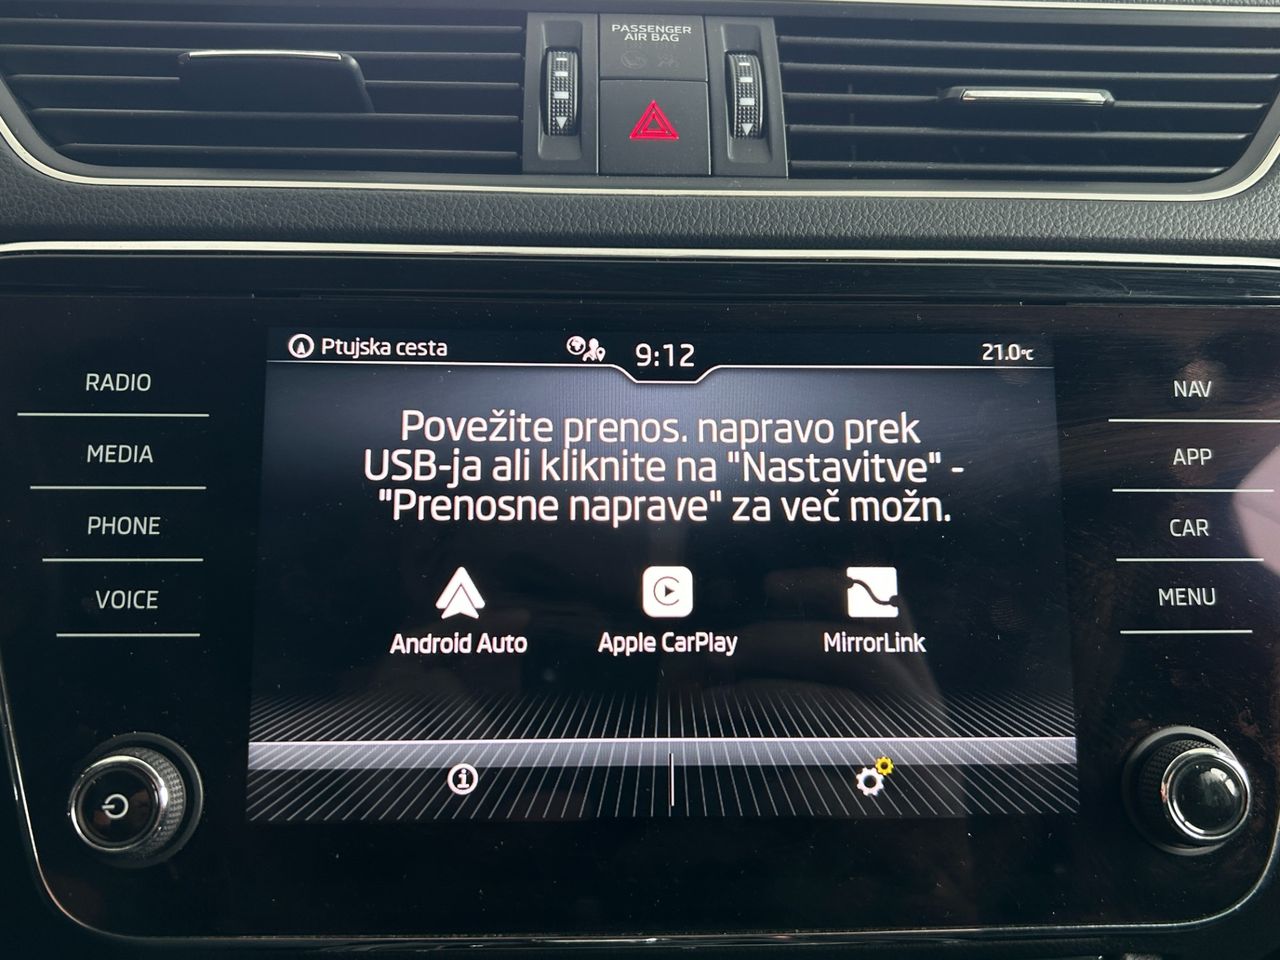 PASSENGER
AIR BAG
Ptujska cesta
9:12
21.0°C
RADIO
MEDIA
PHONE
VOICE
Povežite prenos. napravo prek
USB-ja ali kliknite na "Nastavitve" -
"Prenosne naprave" za več možn.
Android Auto
Apple CarPlay
MirrorLink
NAV
APP
CAR
MENU